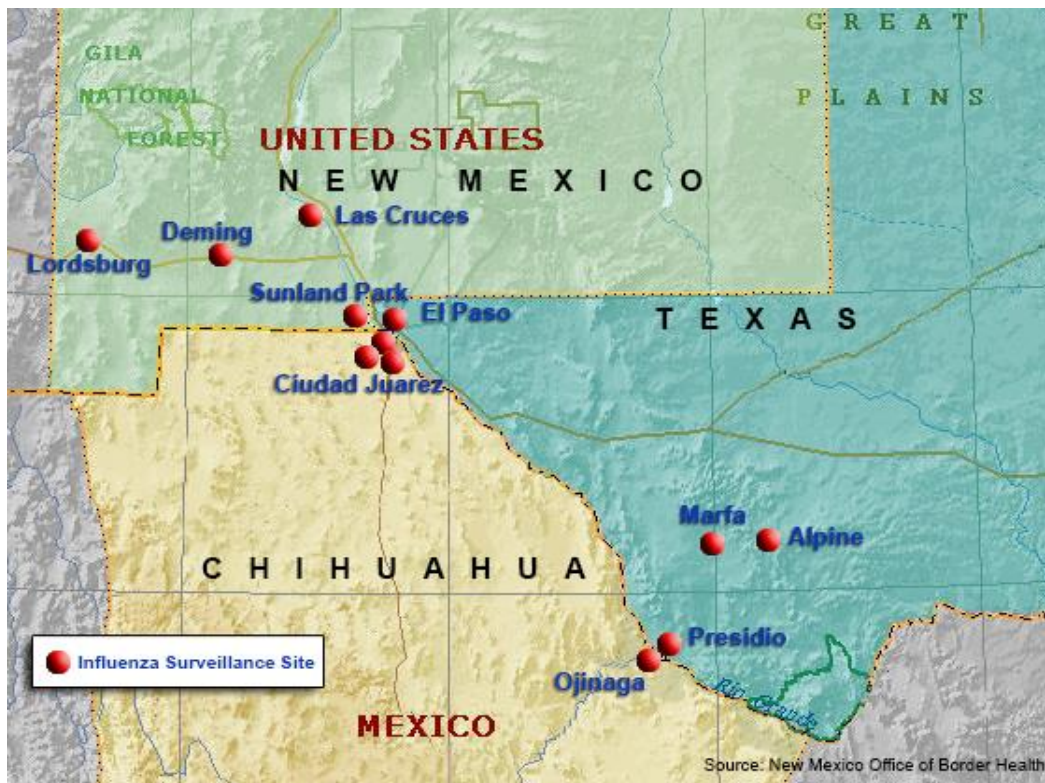 GREAT
PLAINS
GILA
NATIONAL
FOREST
UNITED STATES
NEW MEXICO
Las Cruces
Deming
Lordsburg
Sunland Park
El Paso
TEXAS
Ciudad Juarez
Marfa
Alpine
CHIHUAHUA
Presidio
Ojinaga
Rio Grande
Influenza Surveillance Site
MEXICO
Source: New Mexico Office of Border Health